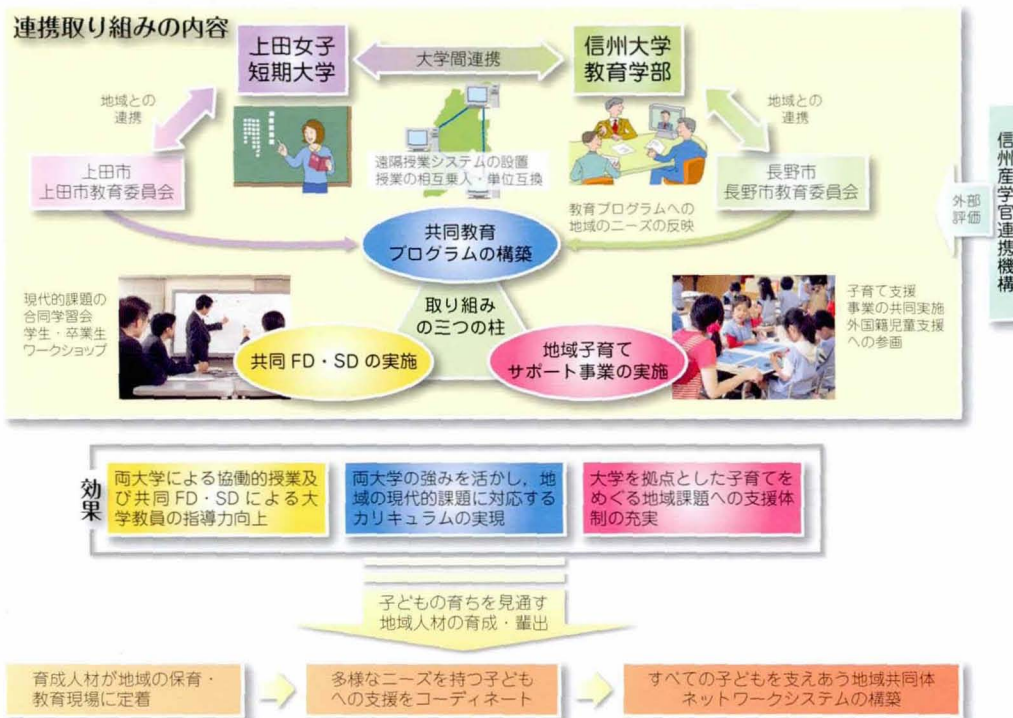 連携取り組みの内容
上田女子
短期大学
大学間連携
信州大学
教育学部
地域との
連携
地域との
連携
上田市
上田市教育委員会
遠隔授業システムの設置
授業の相互乗入・単位互換
長野市
長野市教育委員会
外部
評価
信州産学官連携機構
教育プログラムへの
地域のニーズの反映
共同教育
プログラムの構築
現代的課題の
合同学習会
学生・卒業生
ワークショップ
取り組み
の三つの柱
子育て支援
事業の共同実施
外国籍児童支援
への参画
共同 FD・SD の実施
地域子育て
サポート事業の実施
効果
両大学による協働的授業及
び共同 FD・SD による大
学教員の指導力向上
両大学の強みを活かし，地
域の現代的課題に対応する
カリキュラムの実現
大学を拠点とした子育てを
めぐる地域課題への支援体
制の充実
子どもの育ちを見通す
地域人材の育成・輩出
育成人材が地域の保育・
教育現場に定着
多様なニーズを持つ子ども
への支援をコーディネート
すべての子どもを支えあう地域共同体
ネットワークシステムの構築